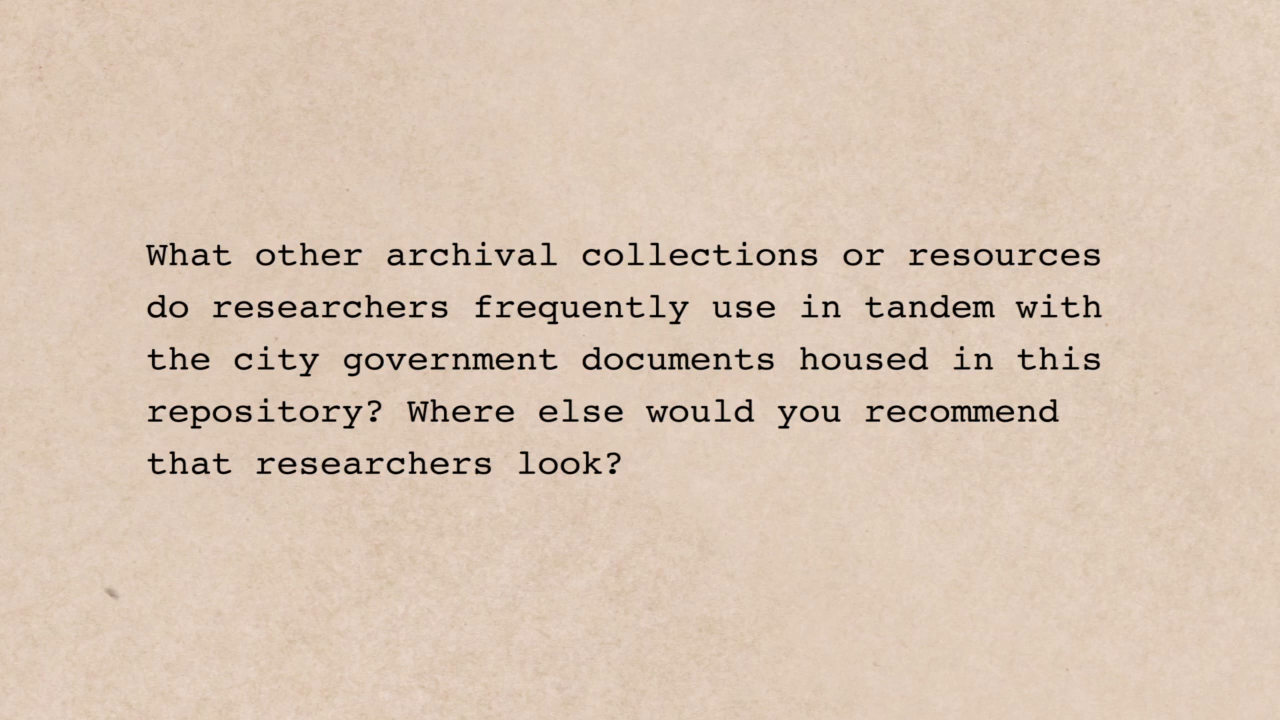 What other archival collections or resources
do researchers frequently use in tandem with
the city government documents housed in this
repository? Where else would you recommend
that researchers look?